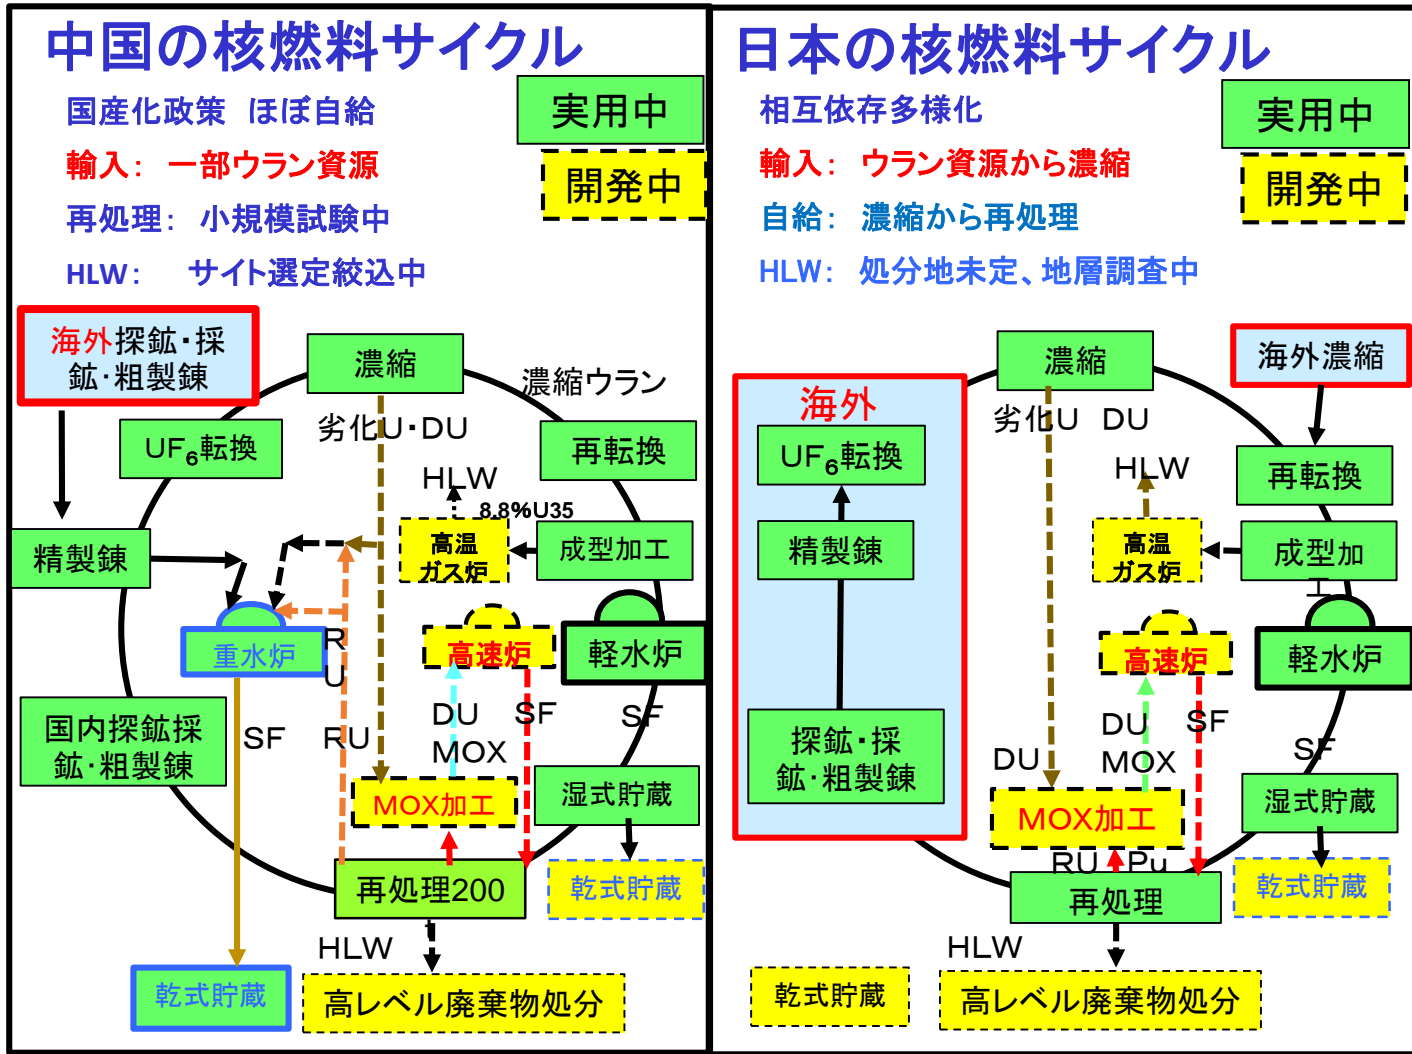 中国の核燃料サイクル
国産化政策 ほぼ自給
輸入： 一部ウラン資源
再処理： 小規模試験中
HLW： サイト選定絞込中
実用中
開発中
海外探鉱・採
鉱・粗製錬
濃縮
濃縮ウラン
UF₆転換
劣化U・DU
再転換
HLW
8.8%U35
精製錬
高温
ガス炉
成型加工
重水炉
R
U
高速炉
軽水炉
国内探鉱採
鉱・粗製錬
SF
RU
DU
MOX
SF
SF
MOX加工
湿式貯蔵
再処理200
乾式貯蔵
HLW
乾式貯蔵
高レベル廃棄物処分
日本の核燃料サイクル
相互依存多様化
輸入： ウラン資源から濃縮
自給： 濃縮から再処理
HLW： 処分地未定、地層調査中
実用中
開発中
濃縮
海外濃縮
海外
劣化U DU
UF₆転換
HLW
再転換
精製錬
高温
ガス炉
成型加
工
高速炉
軽水炉
探鉱・採
鉱・粗製錬
DU
DU
MOX
SF
SF
MOX加工
湿式貯蔵
RU Pu
再処理
乾式貯蔵
HLW
乾式貯蔵
高レベル廃棄物処分